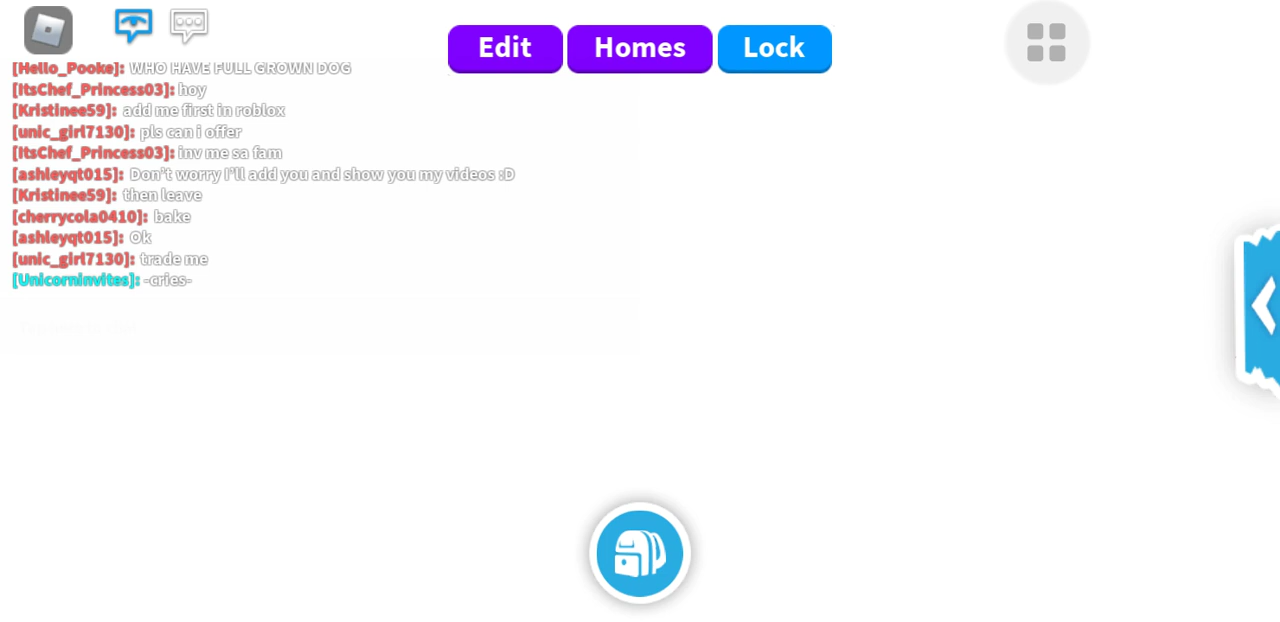 Edit
Homes
Lock
[Hello_Pooke]: WHO HAVE FULL GROWN DOG
[ItsChef_Princess03]: hoy
[Kristinee59]: add me first in roblox
[unic_girl7130]: pls can i offer
[ItsChef_Princess03]: inv me sa fam
[ashleyqt015]: Don't worry I'll add you and show you my videos :D
[Kristinee59]: then leave
[cherrycola0410]: bake
[ashleyqt015]: Ok
[unic_girl7130]: trade me
[Unicorninvites]: -cries-